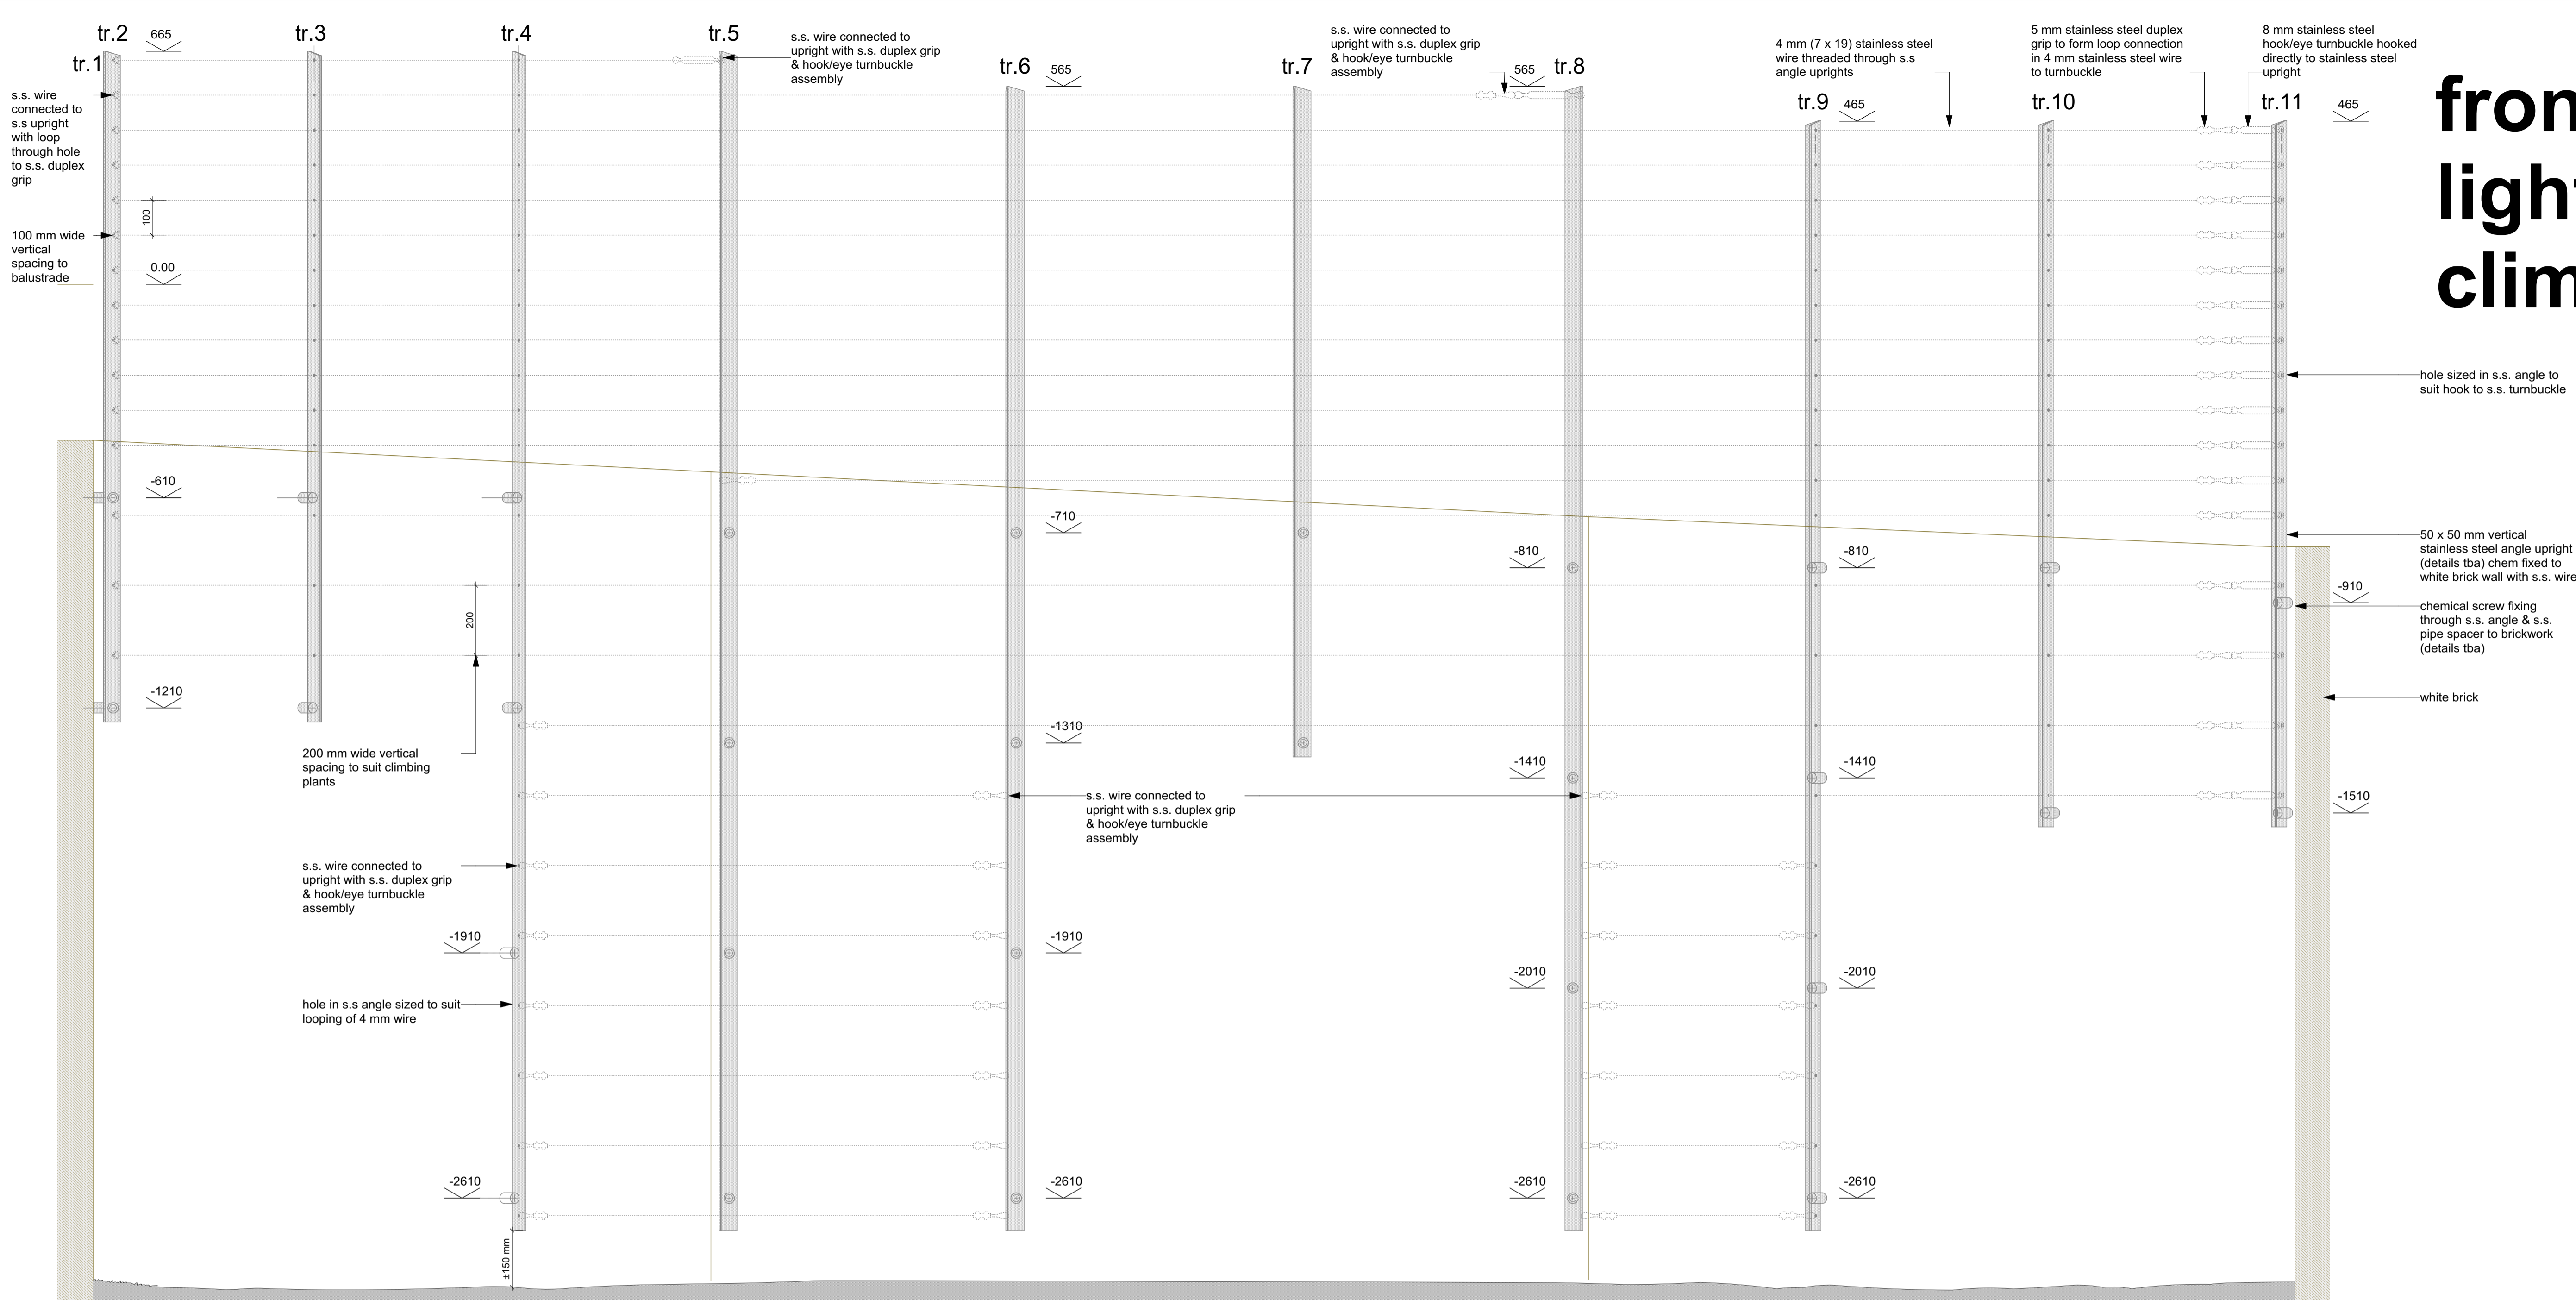 tr.2
665
tr.3
tr.4
tr.5
tr.1
s.s. wire connected to
upright with s.s. duplex grip
& hook/eye turnbuckle
assembly
tr.6
565
tr.7
s.s. wire connected to
upright with s.s. duplex grip
& hook/eye turnbuckle
assembly
565
tr.8
4 mm (7 x 19) stainless steel
wire threaded through s.s
angle uprights
tr.9
465
5 mm stainless steel duplex
grip to form loop connection
in 4 mm stainless steel wire
to turnbuckle
tr.10
8 mm stainless steel
hook/eye turnbuckle hooked
directly to stainless steel
upright
tr.11
465
fron
ligh
clim
s.s. wire
connected to
s.s upright
with loop
through hole
to s.s. duplex
grip
100
100 mm wide
vertical
spacing to
balustrade
0.00
hole sized in s.s. angle to
suit hook to s.s. turnbuckle
-610
-710
-810
-810
50 x 50 mm vertical
stainless steel angle upright
(details tba) chem fixed to
white brick wall with s.s. wire
-910
chemical screw fixing
through s.s. angle & s.s.
pipe spacer to brickwork
(details tba)
200
white brick
-1210
-1310
200 mm wide vertical
spacing to suit climbing
plants
-1410
-1410
-1510
s.s. wire connected to
upright with s.s. duplex grip
& hook/eye turnbuckle
assembly
s.s. wire connected to
upright with s.s. duplex grip
& hook/eye turnbuckle
assembly
-1910
-1910
-2010
-2010
hole in s.s angle sized to suit
looping of 4 mm wire
-2610
-2610
-2610
-2610
±150 mm